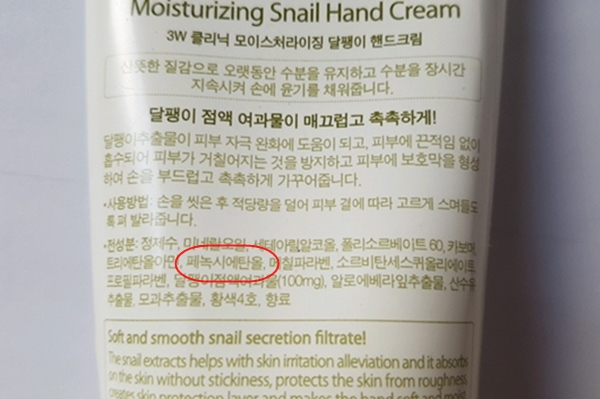 Moisturizing Snail Hand Cream
3W 클리닉 모이스처라이징 달팽이 핸드크림
산뜻한 질감으로 오랫동안 수분을 유지하고 수분을 장시간
지속시켜 손에 윤기를 채워줍니다.
달팽이 점액 여과물이 매끄럽고 촉촉하게!
달팽이추출물이 피부 자극 완화에 도움이 되고, 피부에 끈적임 없이
흡수되어 피부가 거칠어지는 것을 방지하고 피부에 보호막을 형성
하여 손을 부드럽고 촉촉하게 가꾸어줍니다.
•사용방법: 손을 씻은 후 적당량을 덜어 피부 결에 따라 고르게 스며들도
록 펴 발라줍니다.
•전성분: 정제수, 미네랄오일, 세테아릴알코올, 폴리소르베이트 60, 카보머
트리에탄올아민, 페녹시에탄올, 메칠파라벤, 소르비탄세스퀴올리에이트
프로필파라벤, 달팽이점액여과물(100mg), 알로에베라잎추출물, 산수유
추출물, 모과추출물, 황색4호, 향료
Soft and smooth snail secretion filtrate!
The snail extracts helps with skin irritation alleviation and it absorbs
on the skin without stickiness, protects the skin from roughness,
creates skin protection layer and makes the hand soft and moist.